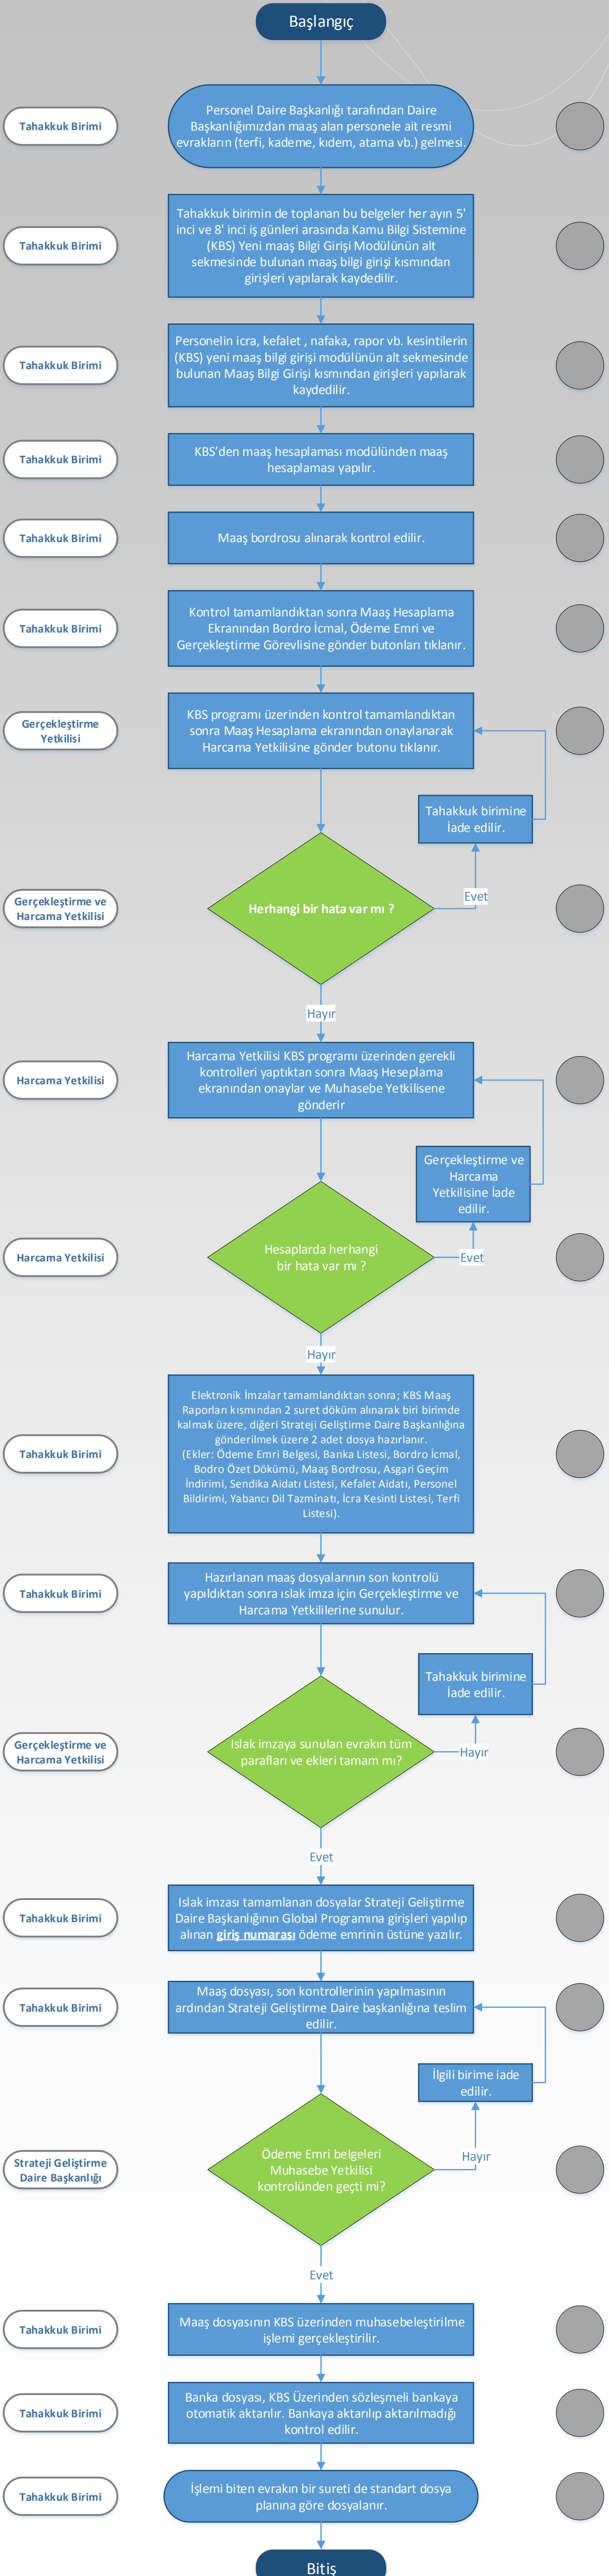 Başlangıç
Tahakkuk Birimi
Personel Daire Başkanlığı tarafından Daire
Başkanlığımızdan maaş alan personele ait resmi
evrakların (terfi, kademe, kıdem, atama vb.) gelmesi.
Tahakkuk Birimi
Tahakkuk birimin de toplanan bu belgeler her ayın 5'
inci ve 8' inci iş günleri arasında Kamu Bilgi Sistemine
(KBS) Yeni maaş Bilgi Girişi Modülünün alt
sekmesinde bulunan maaş bilgi girişi kısmından
girişleri yapılarak kaydedilir.
Tahakkuk Birimi
Personelin icra, kefalet , nafaka, rapor vb. kesintilerin
(KBS) yeni maaş bilgi girişi modülünün alt sekmesinde
bulunan Maaş Bilgi Girişi kısmından girişleri yapılarak
kaydedilir.
Tahakkuk Birimi
KBS’den maaş hesaplaması modülünden maaş
hesaplaması yapılır.
Tahakkuk Birimi
Maaş bordrosu alınarak kontrol edilir.
Tahakkuk Birimi
Kontrol tamamlandıktan sonra Maaş Hesaplama
Ekranından Bordro İcmal, Ödeme Emri ve
Gerçekleştirme Görevlisine gönder butonları tıklanır.
Gerçekleştirme
Yetkilisi
KBS programı üzerinden kontrol tamamlandıktan
sonra Maaş Hesaplama ekranından onaylanarak
Harcama Yetkilisine gönder butonu tıklanır.
Tahakkuk birimine
İade edilir.
Evet
Gerçekleştirme ve
Harcama Yetkilisi
Herhangi bir hata var mı ?
Hayır
Harcama Yetkilisi
Harcama Yetkilisi KBS programı üzerinden gerekli
kontrolleri yaptıktan sonra Maaş Heseplama
ekranından onaylar ve Muhasebe Yetkilisene
gönderir
Gerçekleştirme ve
Harcama
Yetkilisine İade
edilir.
Evet
Harcama Yetkilisi
Hesaplarda herhangi
bir hata var mı ?
Hayır
Tahakkuk Birimi
Elektronik İmzalar tamamlandıktan sonra; KBS Maaş
Raporları kısmından 2 suret döküm alınarak biri birimde
kalmak üzere, diğeri Strateji Geliştirme Daire Başkanlığına
gönderilmek üzere 2 adet dosya hazırlanır.
(Ekler: Ödeme Emri Belgesi, Banka Listesi, Bordro İcmal,
Bodro Özet Dökümü, Maaş Bordrosu, Asgari Geçim
İndirimi, Sendika Aidatı Listesi, Kefalet Aidatı, Personel
Bildirimi, Yabancı Dil Tazminatı, İcra Kesinti Listesi, Terfi
Listesi).
Tahakkuk Birimi
Hazırlanan maaş dosyalarının son kontrolü
yapıldıktan sonra ıslak imza için Gerçekleştirme ve
Harcama Yetkililerine sunulur.
Tahakkuk birimine
İade edilir.
Hayır
Gerçekleştirme ve
Harcama Yetkilisi
Islak imzaya sunulan evrakın tüm
parafları ve ekleri tamam mı?
Evet
Tahakkuk Birimi
Islak imzası tamamlanan dosyalar Strateji Geliştirme
Daire Başkanlığının Global Programına girişleri yapılıp
alınan giriş numarası ödeme emrinin üstüne yazılır.
Tahakkuk Birimi
Maaş dosyası, son kontrollerinin yapılmasının
ardından Strateji Geliştirme Daire başkanlığına teslim
edilir.
İlgili birime iade
edilir.
Hayır
Strateji Geliştirme
Daire Başkanlığı
Ödeme Emri belgeleri
Muhasebe Yetkilisi
kontrolünden geçti mi?
Evet
Tahakkuk Birimi
Maaş dosyasının KBS üzerinden muhasebeleştirilme
işlemi gerçekleştirilir.
Tahakkuk Birimi
Banka dosyası, KBS Üzerinden sözleşmeli bankaya
otomatik aktarılır. Bankaya aktarılıp aktarılmadığı
kontrol edilir.
Tahakkuk Birimi
İşlemi biten evrakın bir sureti de standart dosya
planına göre dosyalanır.
Bitiş